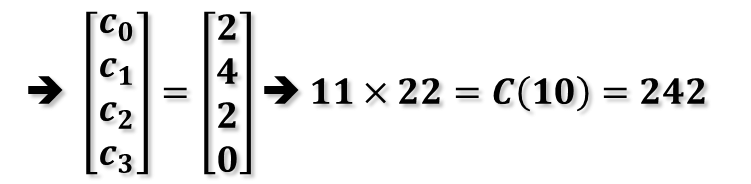 ➔ [c₀ c₁ c₂ c₃] = [2 4 2 0] ➔ 11 × 22 = C(10) = 242